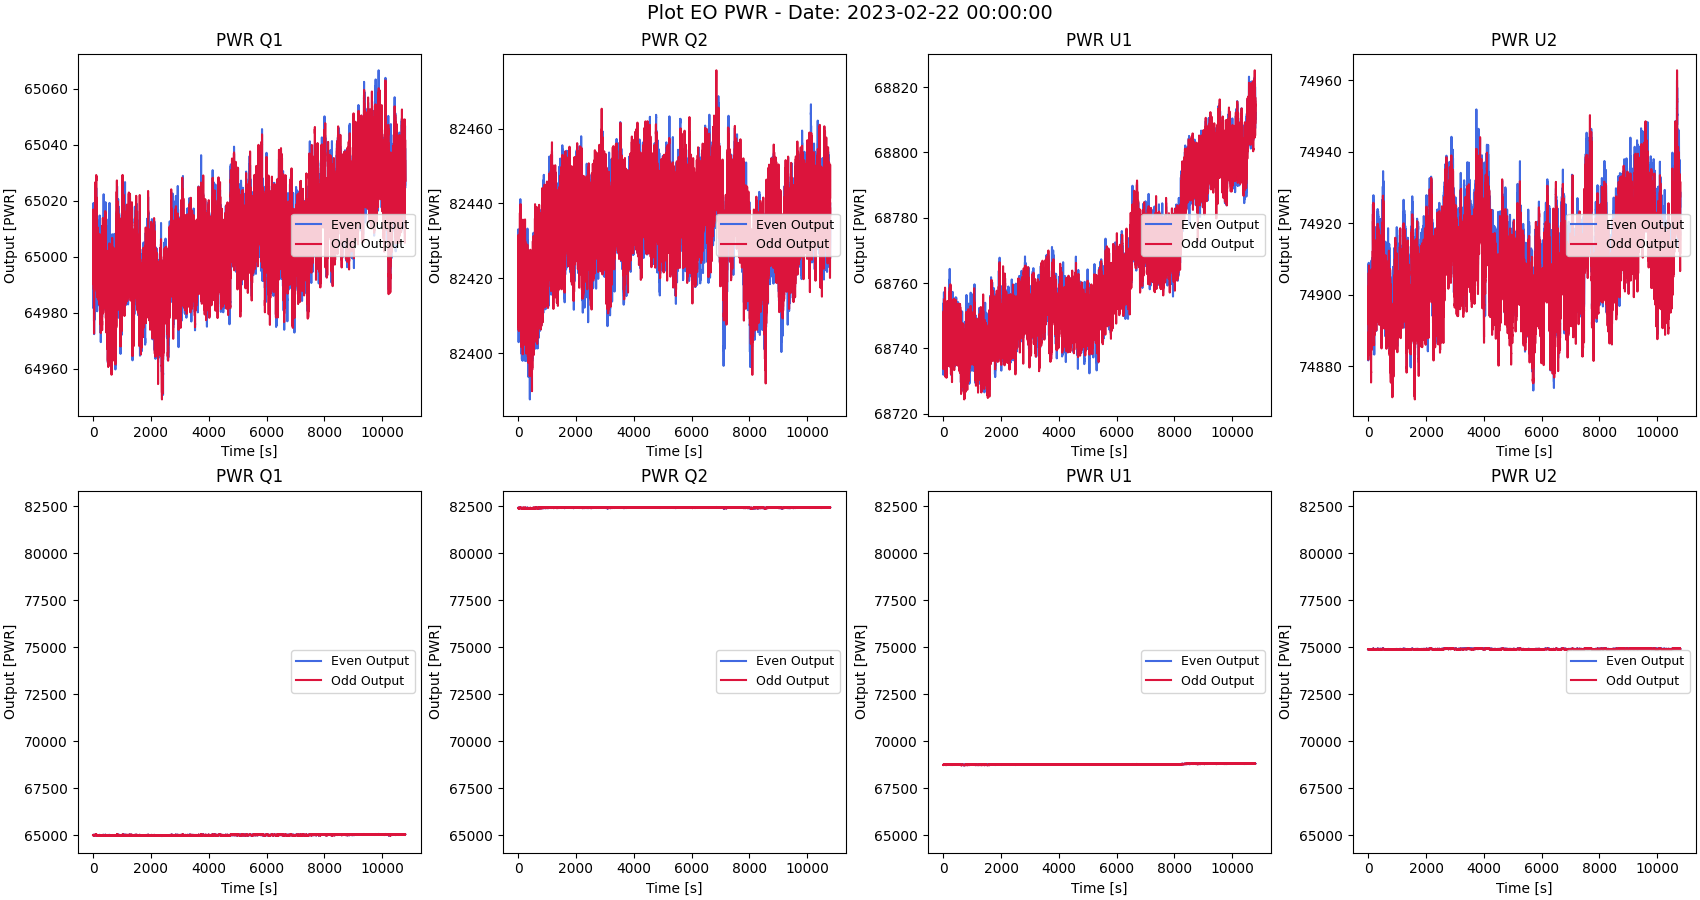 Plot EO PWR - Date: 2023-02-22 00:00:00
PWR Q1
Output [PWR]
65060
65040
65020
65000
64980
64960
Even Output
Odd Output
0 2000 4000 6000 8000 10000
Time [s]
PWR Q2
Output [PWR]
82460
82440
82420
82400
Even Output
Odd Output
0 2000 4000 6000 8000 10000
Time [s]
PWR U1
Output [PWR]
68820
68800
68780
68760
68740
68720
Even Output
Odd Output
0 2000 4000 6000 8000 10000
Time [s]
PWR U2
Output [PWR]
74960
74940
74920
74900
74880
Even Output
Odd Output
0 2000 4000 6000 8000 10000
Time [s]
PWR Q1
Output [PWR]
82500
80000
77500
75000
72500
70000
67500
65000
Even Output
Odd Output
0 2000 4000 6000 8000 10000
Time [s]
PWR Q2
Output [PWR]
82500
80000
77500
75000
72500
70000
67500
65000
Even Output
Odd Output
0 2000 4000 6000 8000 10000
Time [s]
PWR U1
Output [PWR]
82500
80000
77500
75000
72500
70000
67500
65000
Even Output
Odd Output
0 2000 4000 6000 8000 10000
Time [s]
PWR U2
Output [PWR]
82500
80000
77500
75000
72500
70000
67500
65000
Even Output
Odd Output
0 2000 4000 6000 8000 10000
Time [s]